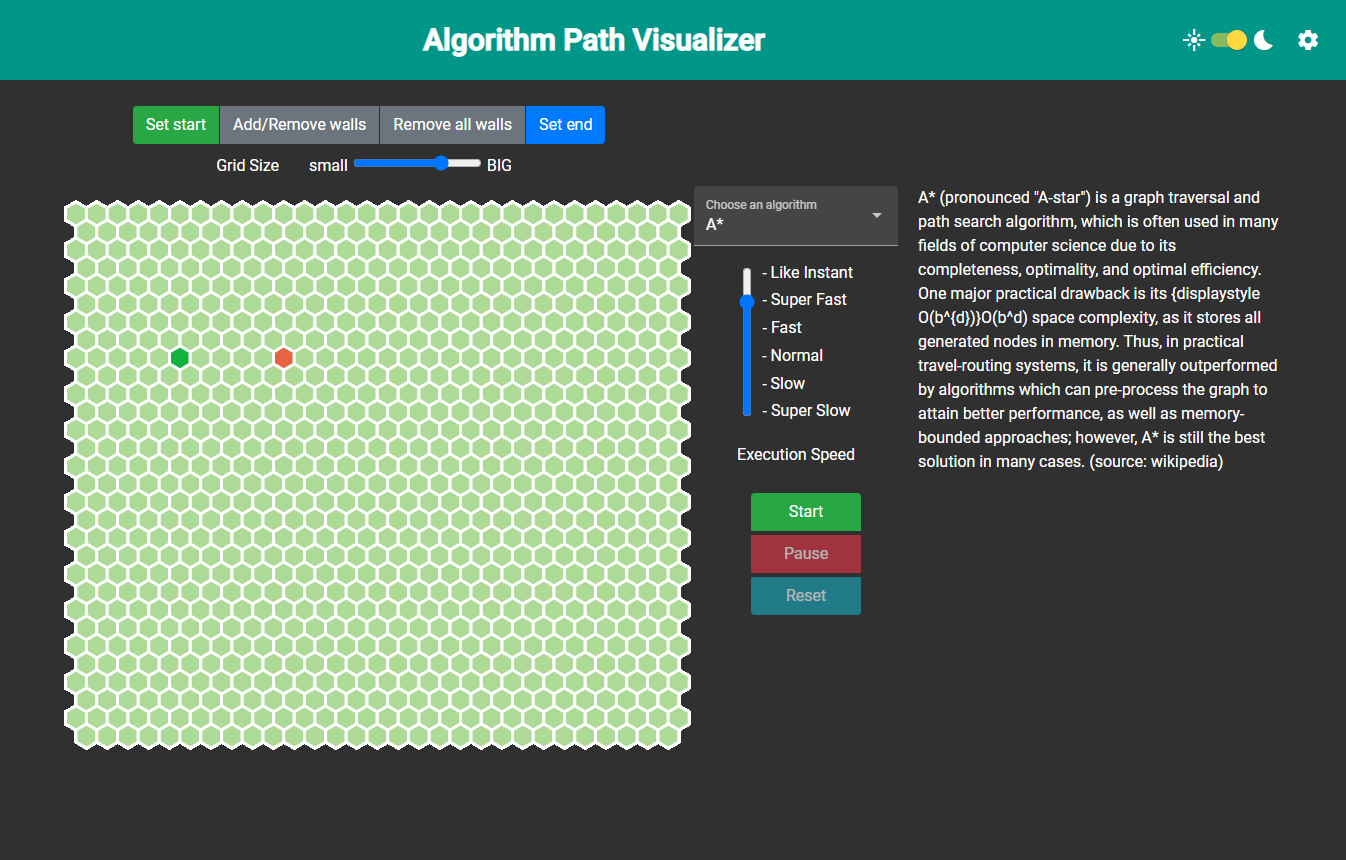 Algorithm Path Visualizer
Set start
Add/Remove walls
Remove all walls
Set end
Grid Size
small
BIG
Choose an algorithm
A*
- Like Instant
- Super Fast
- Fast
- Normal
- Slow
- Super Slow
Execution Speed
Start
Pause
Reset
A* (pronounced "A-star") is a graph traversal and
path search algorithm, which is often used in many
fields of computer science due to its
completeness, optimality, and optimal efficiency.
One major practical drawback is its {displaystyle
O(b^{d})}O(b^d) space complexity, as it stores all
generated nodes in memory. Thus, in practical
travel-routing systems, it is generally outperformed
by algorithms which can pre-process the graph to
attain better performance, as well as memory-
bounded approaches; however, A* is still the best
solution in many cases. (source: wikipedia)